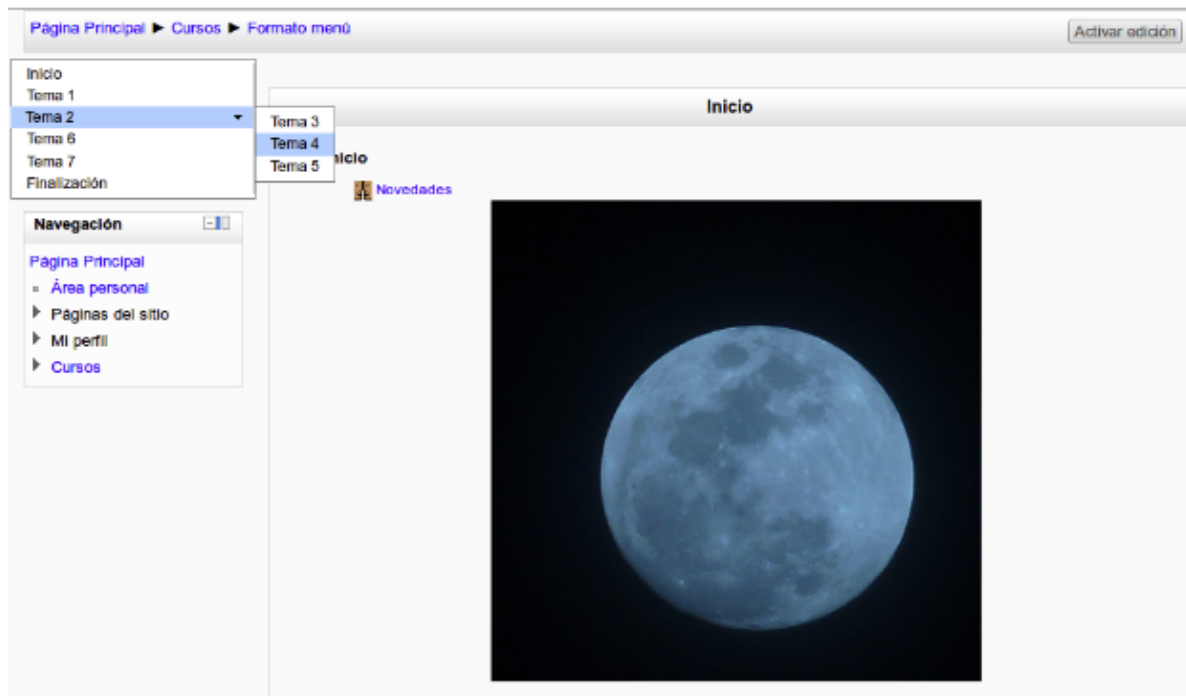 Página Principal ► Cursos ► Formato menú
Activar edición
Inicio
Tema 1
Tema 2
Tema 6
Tema 7
Finalización
Tema 3
Tema 4
Tema 5
Inicio
nicio
Novedades
Navegación
Página Principal
Área personal
Páginas del sitio
Mi perfil
Cursos